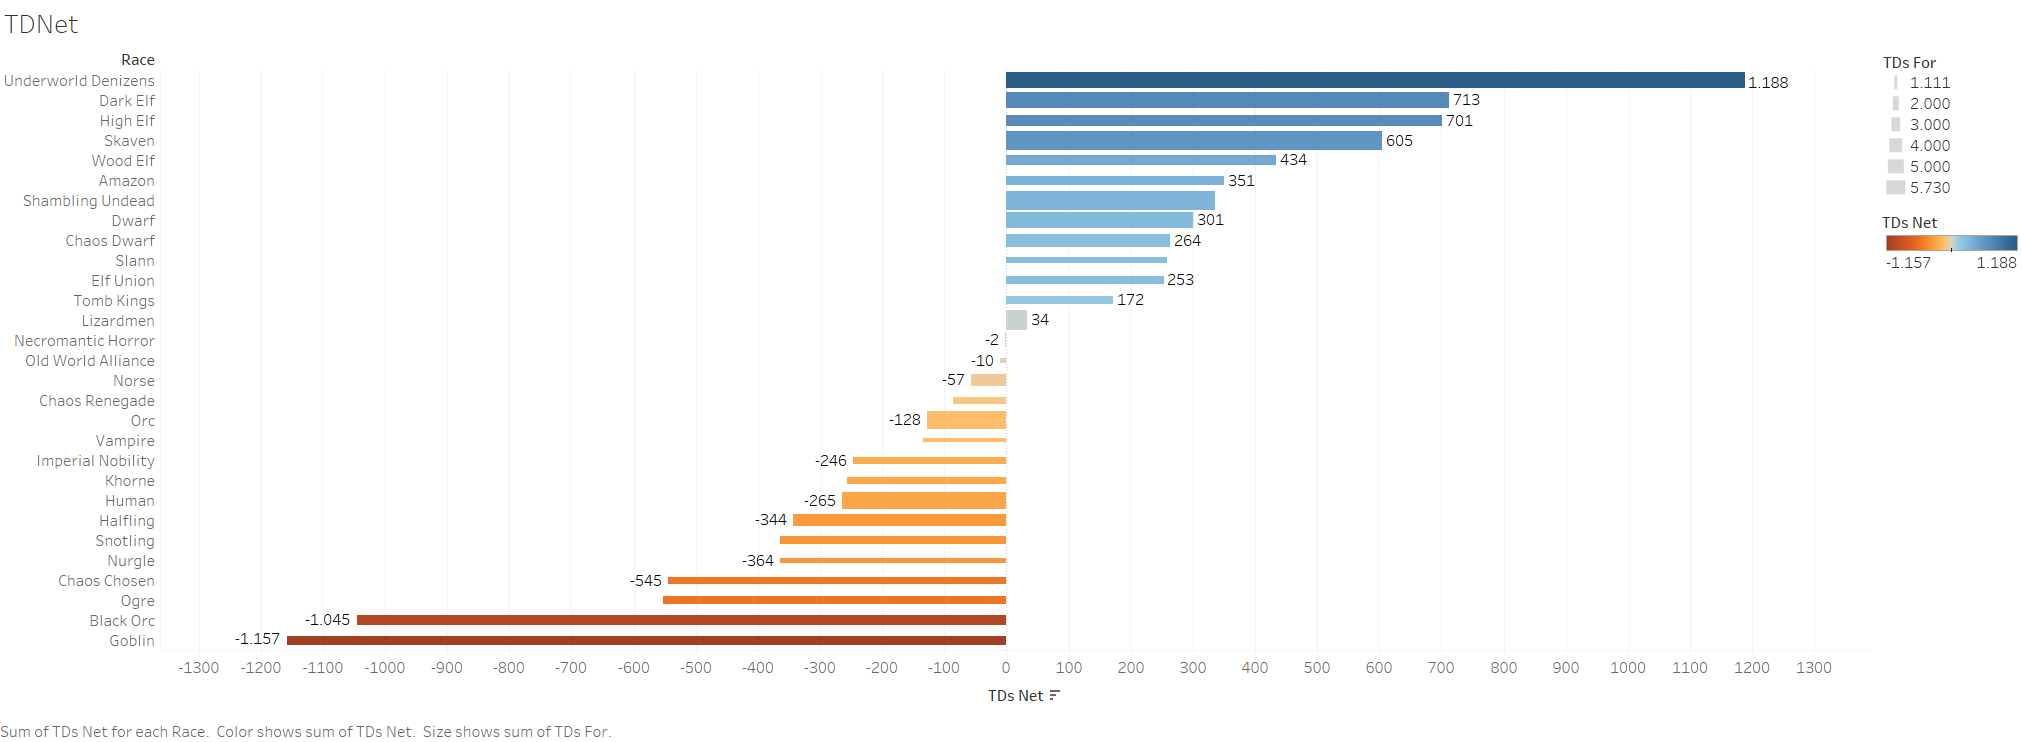 TDNet
Race
Underworld Denizens 1.188
Dark Elf 713
High Elf 701
Skaven 605
Wood Elf 434
Amazon 351
Shambling Undead
Dwarf 301
Chaos Dwarf 264
Slann
Elf Union 253
Tomb Kings 172
Lizardmen 34
Necromantic Horror -2
Old World Alliance -10
Norse -57
Chaos Renegade
Orc -128
Vampire
Imperial Nobility -246
Khorne
Human -265
Halfling -344
Snotling
Nurgle -364
Chaos Chosen -545
Ogre
Black Orc -1.045
Goblin -1.157
-1300 -1200 -1100 -1000 -900 -800 -700 -600 -500 -400 -300 -200 -100 0 100 200 300 400 500 600 700 800 900 1000 1100 1200 1300
TDs Net
TDs For
1.111
2.000
3.000
4.000
5.000
5.730
TDs Net
-1.157 1.188
Sum of TDs Net for each Race. Color shows sum of TDs Net. Size shows sum of TDs For.